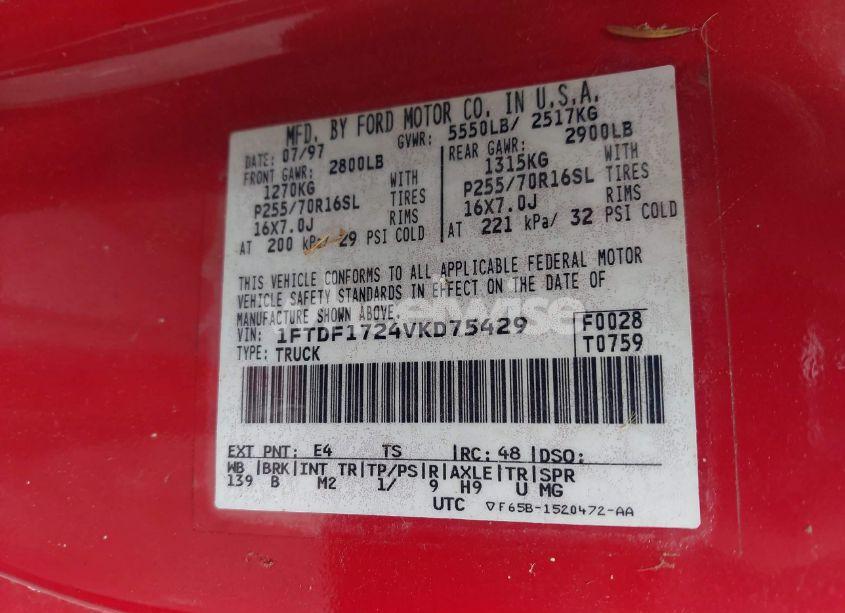 MFD. BY FORD MOTOR CO. IN U.S.A.
DATE: 07/97 GVWR: 5550LB/ 2517KG
FRONT GAWR: 2800LB REAR GAWR: 2900LB
1270KG WITH 1315KG WITH
P255/70R16SL TIRES P255/70R16SL TIRES
16X7.0J RIMS 16X7.0J RIMS
AT 200 kPa/ 29 PSI COLD AT 221 kPa/ 32 PSI COLD
THIS VEHICLE CONFORMS TO ALL APPLICABLE FEDERAL MOTOR
VEHICLE SAFETY STANDARDS IN EFFECT ON THE DATE OF
MANUFACTURE SHOWN ABOVE.
VIN: 1FTDF1724VKD75429 F0028
TYPE: TRUCK T0759
EXT PNT: E4 TS RC: 48 DSO:
WB BRK INT TR TP/PS R AXLE TR SPR
139 B M2 1/ 9 H9 U MG
UTC ▽F65B-1520472-AA